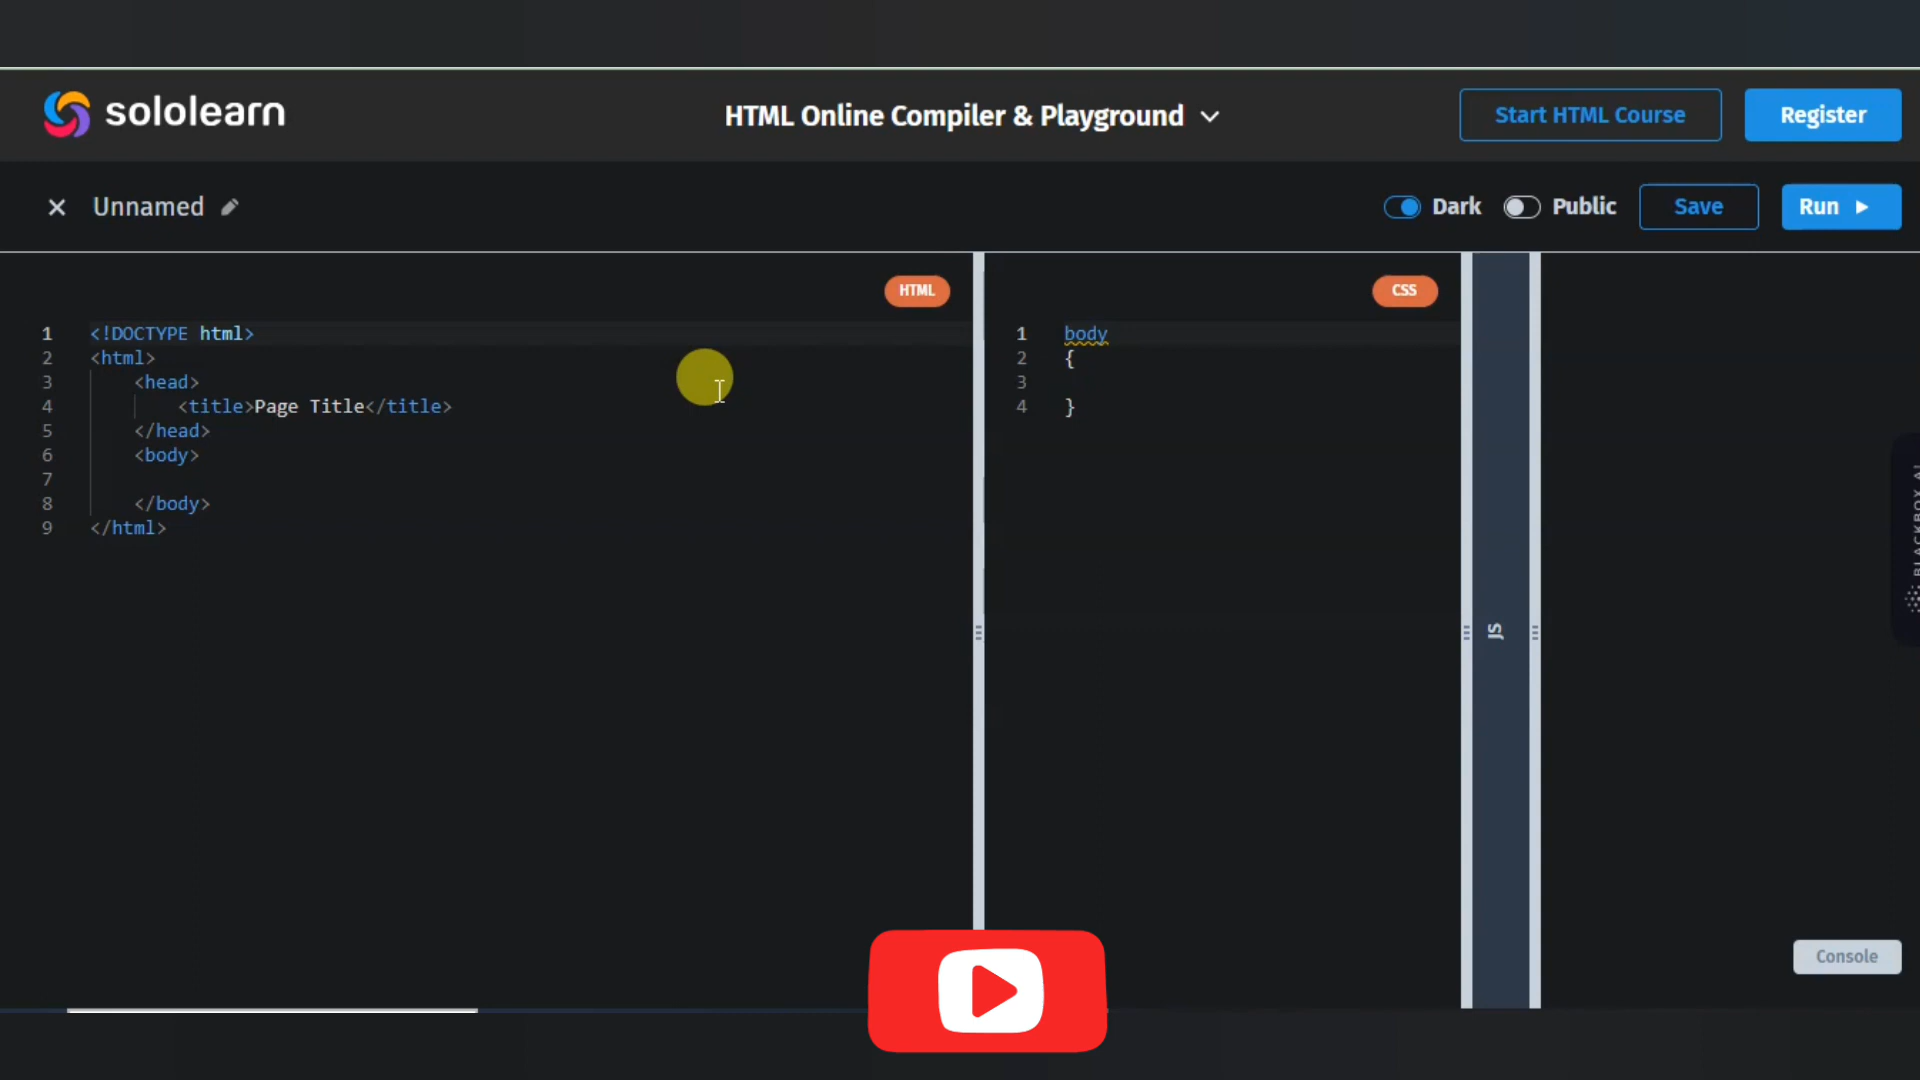 sololearn
HTML Online Compiler & Playground
Start HTML Course
Register
Unnamed
Dark
Public
Save
Run
HTML
1 <!DOCTYPE html>
2 <html>
3 <head>
4 <title>Page Title</title>
5 </head>
6 <body>
7
8 </body>
9 </html>
CSS
1 body
2 {
3
4 }
JS
BLACKBOX AI
Console